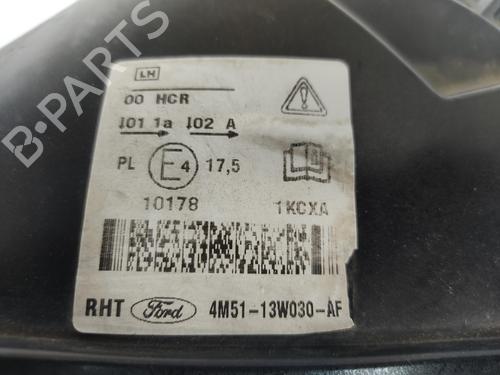 LH
00 HCR
I01 1a I02 A
PL E4 17,5
10178 1KCXA
RHT Ford 4M51-13W030-AF
B-PARTS